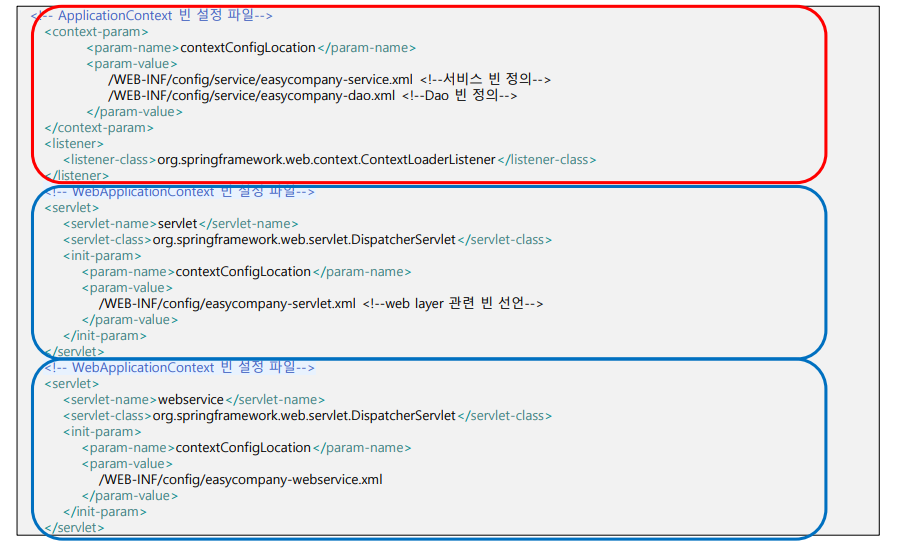 <!-- ApplicationContext 빈 설정 파일-->
<context-param>
<param-name>contextConfigLocation</param-name>
<param-value>
/WEB-INF/config/service/easycompany-service.xml <!--서비스 빈 정의-->
/WEB-INF/config/service/easycompany-dao.xml <!--Dao 빈 정의-->
</param-value>
</context-param>
<listener>
<listener-class>org.springframework.web.context.ContextLoaderListener</listener-class>
</listener>
<!-- WebApplicationContext 빈 설정 파일-->
<servlet>
<servlet-name>servlet</servlet-name>
<servlet-class>org.springframework.web.servlet.DispatcherServlet</servlet-class>
<init-param>
<param-name>contextConfigLocation</param-name>
<param-value>
/WEB-INF/config/easycompany-servlet.xml <!--web layer 관련 빈 선언-->
</param-value>
</init-param>
</servlet>
<!-- WebApplicationContext 빈 설정 파일-->
<servlet>
<servlet-name>webservice</servlet-name>
<servlet-class>org.springframework.web.servlet.DispatcherServlet</servlet-class>
<init-param>
<param-name>contextConfigLocation</param-name>
<param-value>
/WEB-INF/config/easycompany-webservice.xml
</param-value>
</init-param>
</servlet>